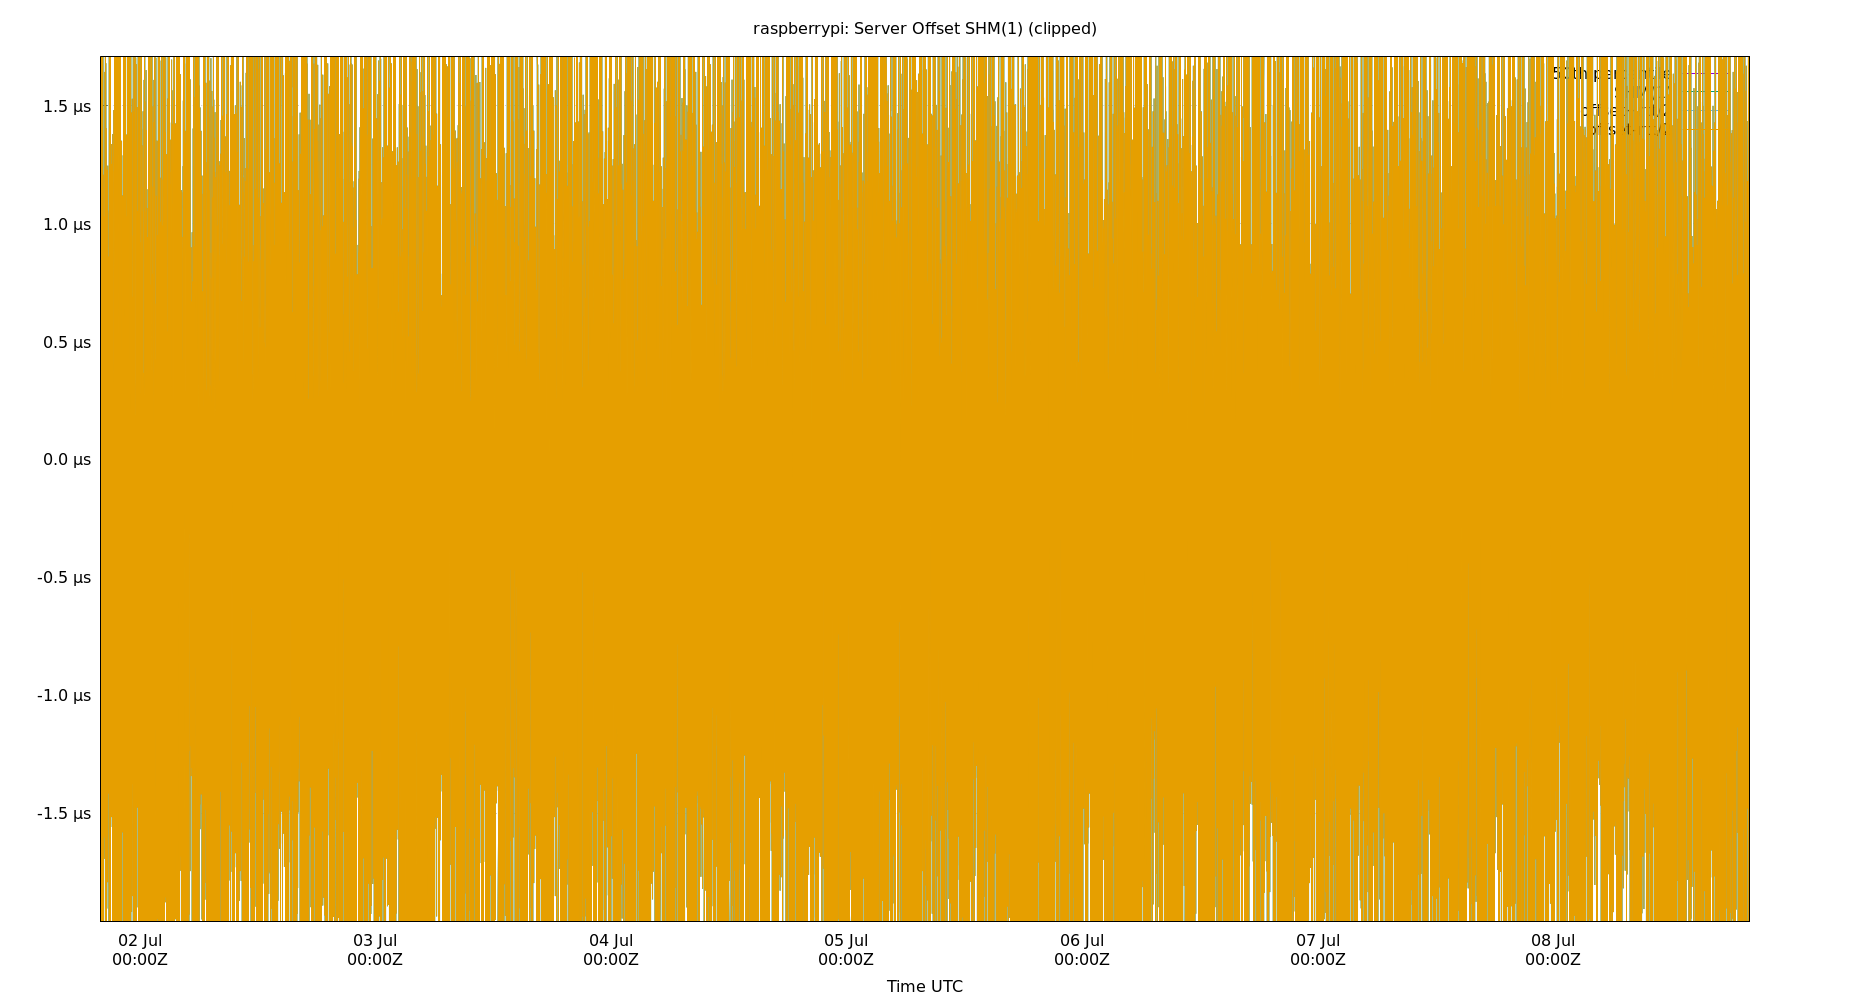 raspberrypi: Server Offset SHM(1) (clipped)
1.5 µs
1.0 µs
0.5 µs
0.0 µs
-0.5 µs
-1.0 µs
-1.5 µs
02 Jul 03 Jul 04 Jul 05 Jul 06 Jul 07 Jul 08 Jul
00:00Z 00:00Z 00:00Z 00:00Z 00:00Z 00:00Z 00:00Z
Time UTC